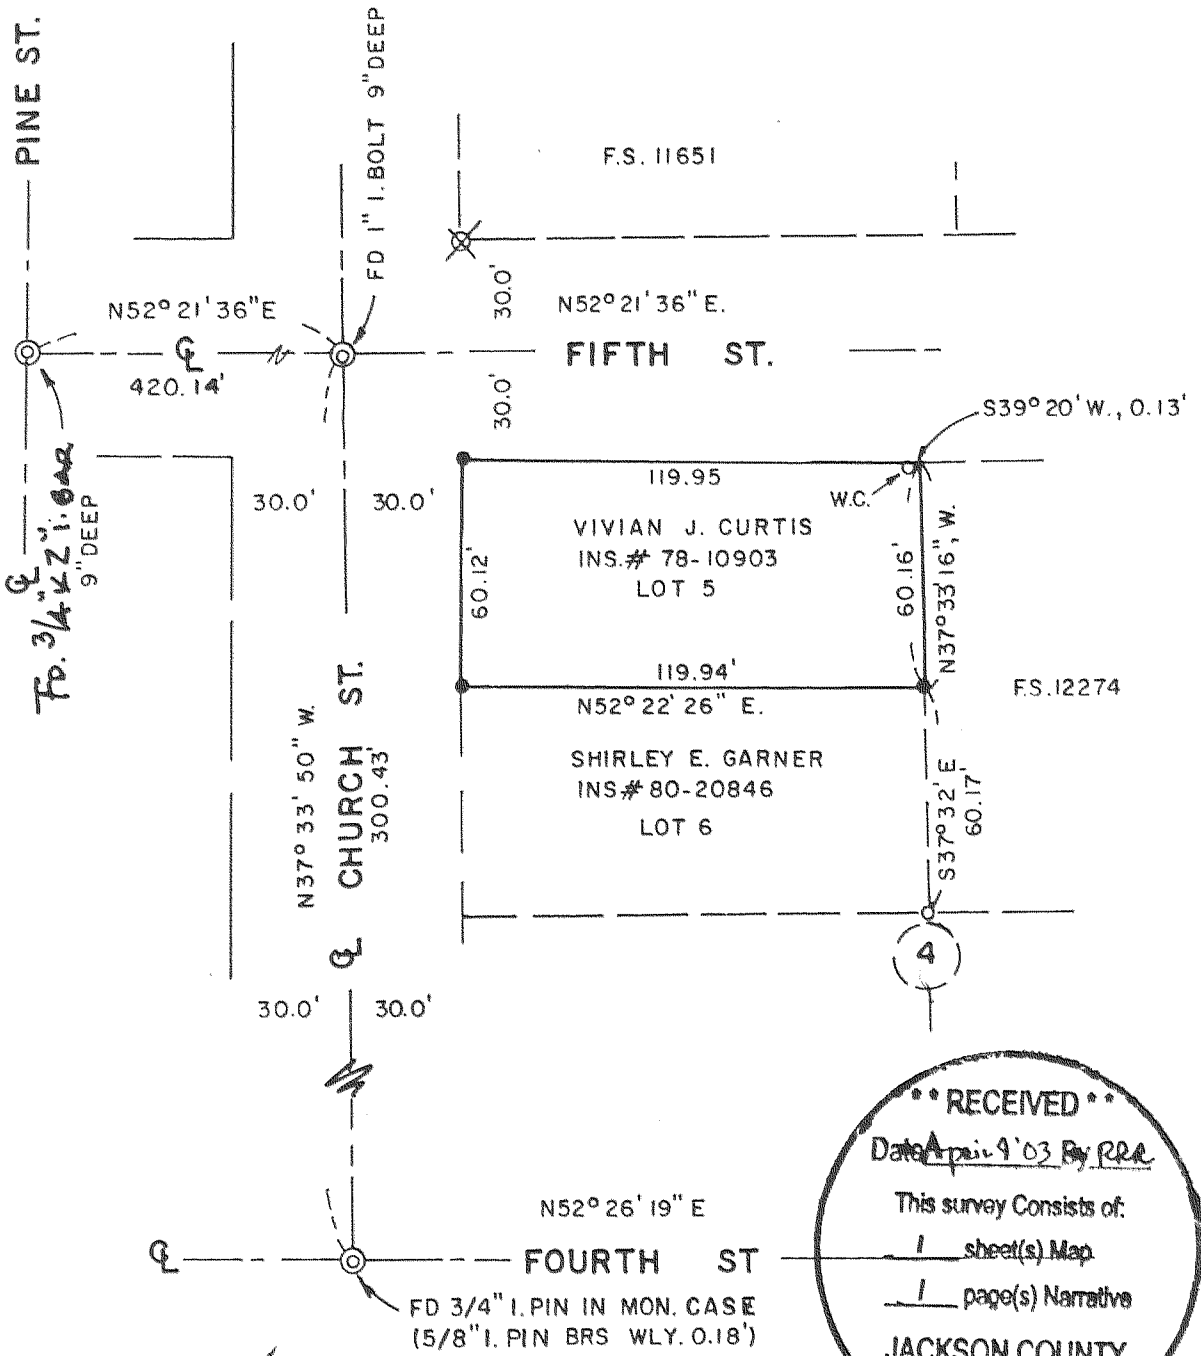 PINE ST.
FD 1" I.BOLT 9"DEEP
F.S. 11651
30.0'
N52°21'36"E
N52°21'36"E.
℄
FIFTH ST.
420.14'
30.0'
S39°20'W., 0.13'
FD. 3/4"x2" I. BAR
9"DEEP
℄
30.0'
30.0'
119.95
W.C.
VIVIAN J. CURTIS
INS.# 78-10903
LOT 5
60.12'
60.16'
N37°33'16", W.
119.94'
N52°22'26" E.
F.S.12274
SHIRLEY E. GARNER
INS# 80-20846
LOT 6
N37°33'50" W.
CHURCH ST.
300.43'
℄
S37°32'E
60.17'
4
30.0'
30.0'
** RECEIVED **
Date April 9 '03 By RRR
This survey Consists of:
1 sheet(s) Map
1 page(s) Narrative
JACKSON COUNTY
N52°26'19" E
℄
FOURTH ST
FD 3/4" I.PIN IN MON. CASE
(5/8" I.PIN BRS WLY. 0.18')